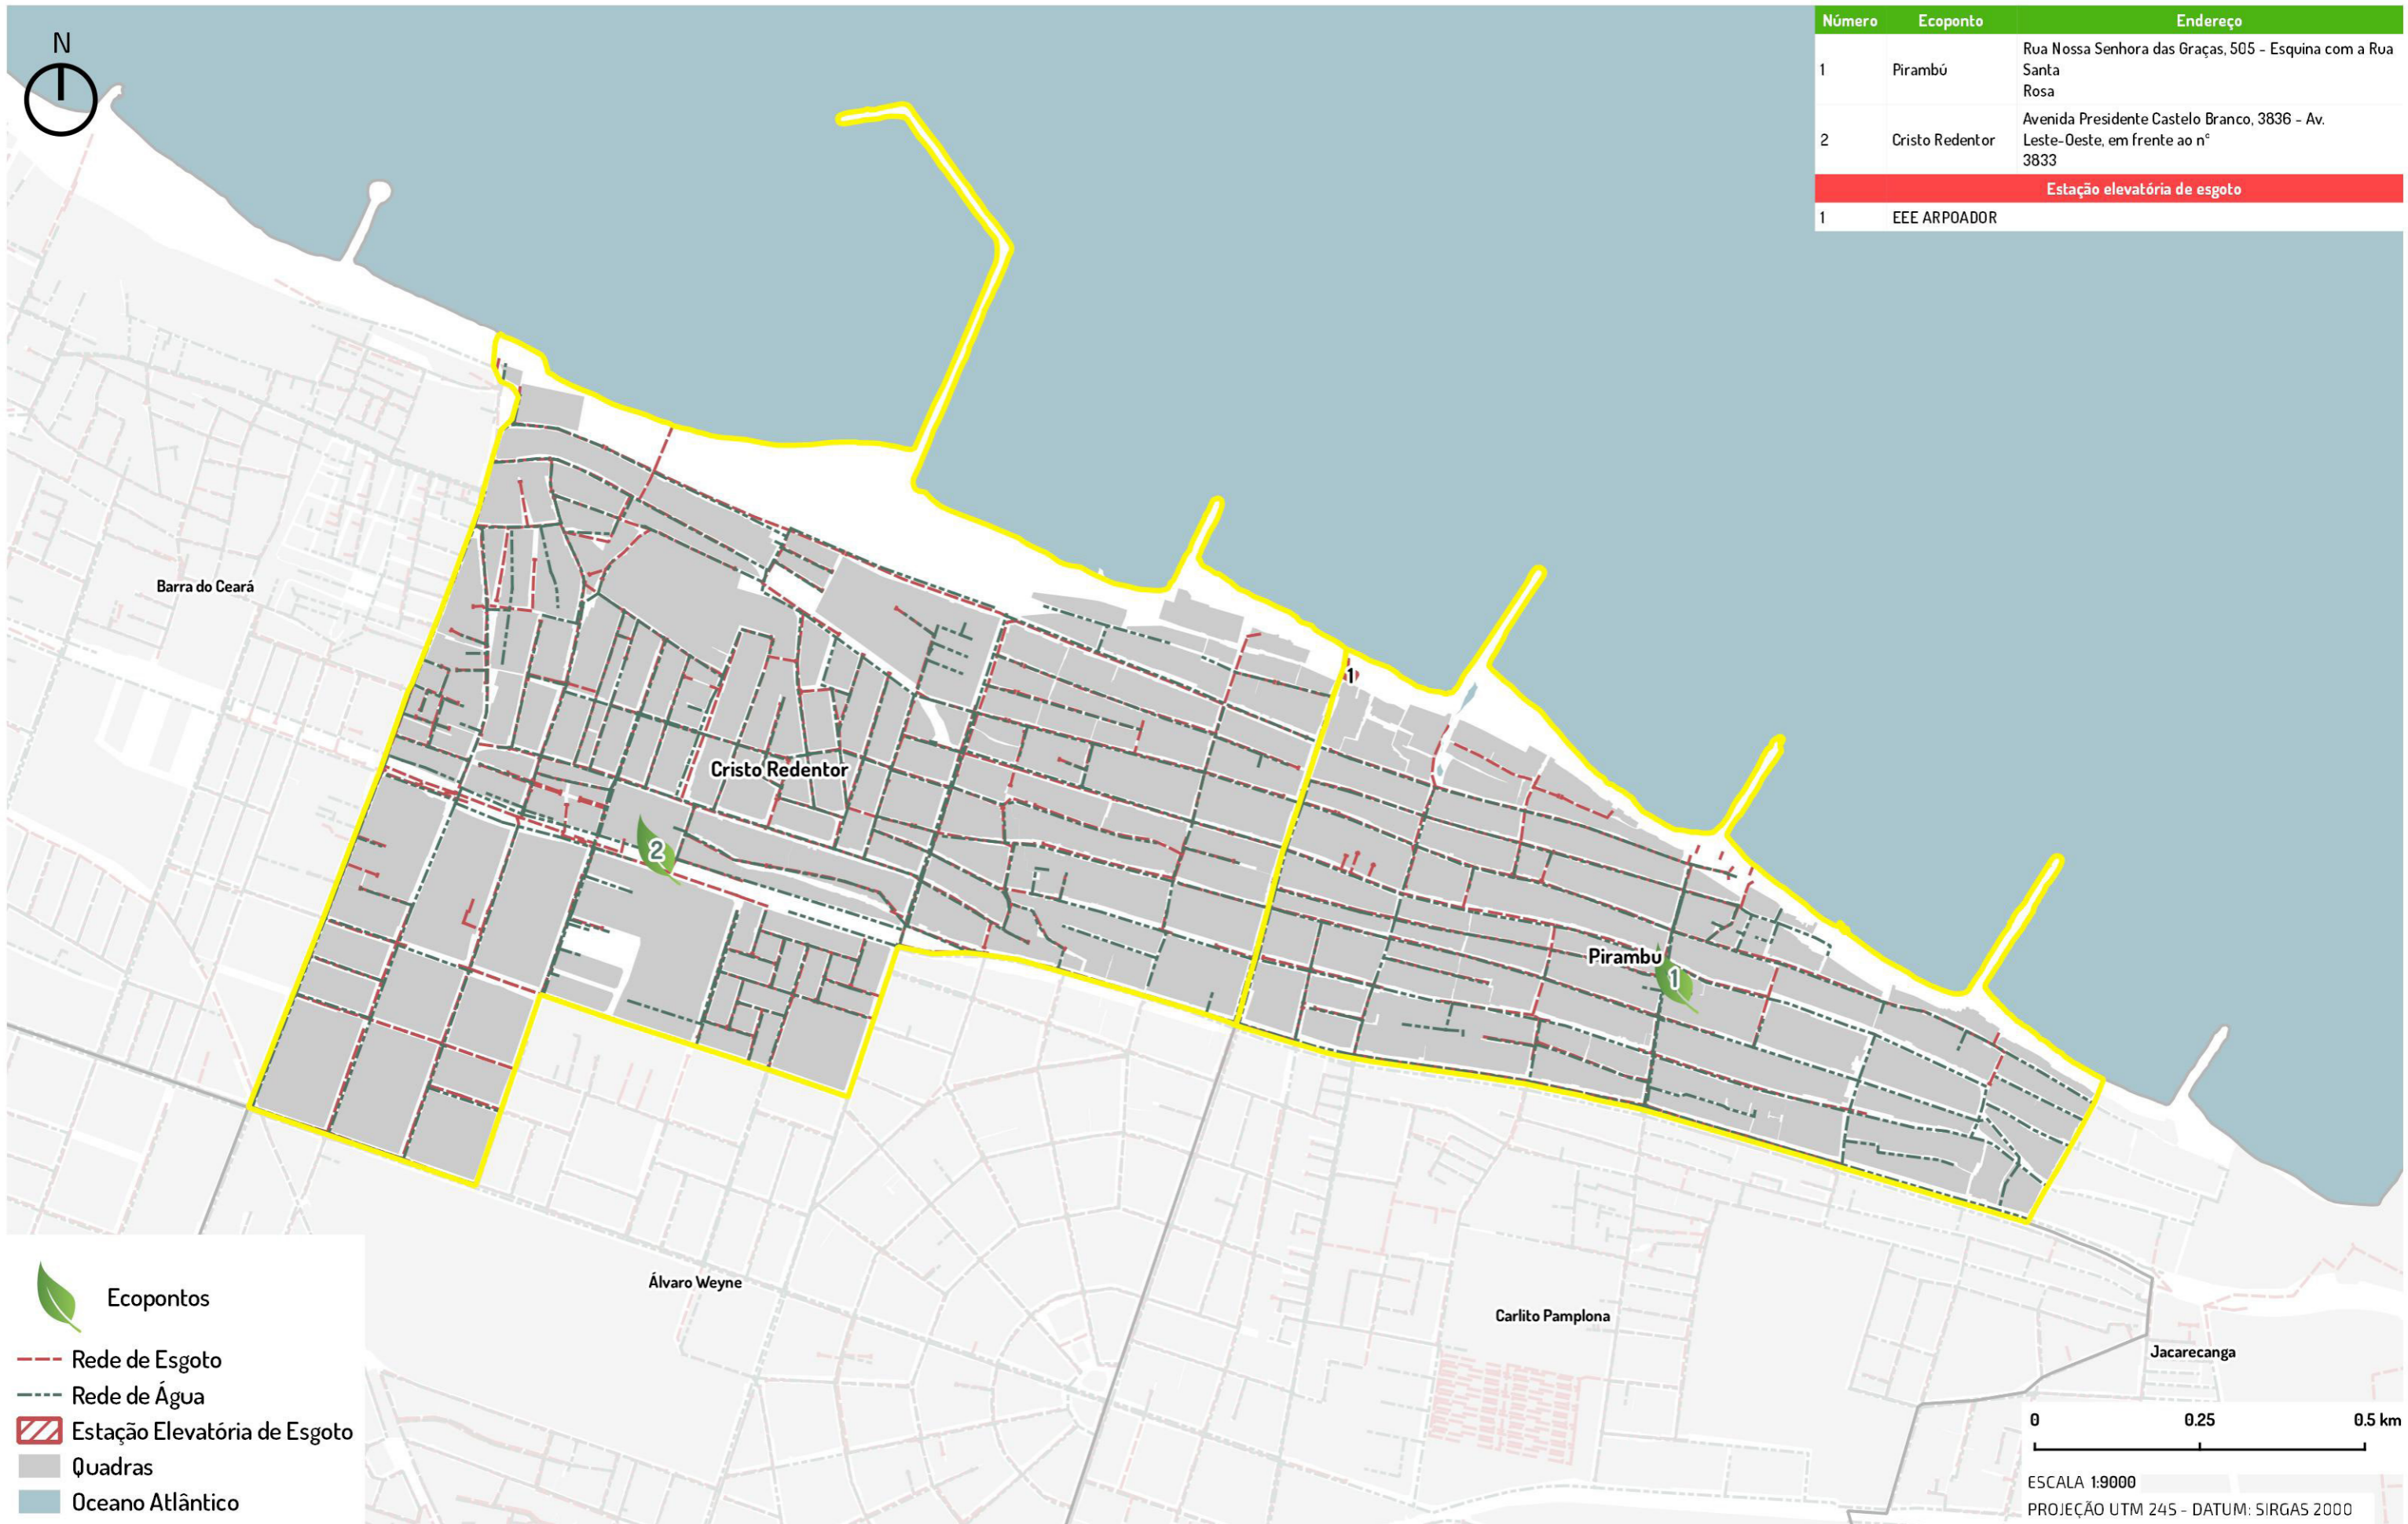 N
Número Ecoponto Endereço
1 Pirambú Rua Nossa Senhora das Graças, 505 - Esquina com a Rua
Santa
Rosa
2 Cristo Redentor Avenida Presidente Castelo Branco, 3836 - Av.
Leste-Oeste, em frente ao n°
3833
Estação elevatória de esgoto
1 EEE ARPOADOR
Barra do Ceará
1
Cristo Redentor
2
Pirambu
1
Álvaro Weyne
Carlito Pamplona
Jacarecanga
Ecopontos
Rede de Esgoto
Rede de Água
Estação Elevatória de Esgoto
Quadras
Oceano Atlântico
0 0.25 0.5 km
ESCALA 1:9000
PROJEÇÃO UTM 24S - DATUM: SIRGAS 2000